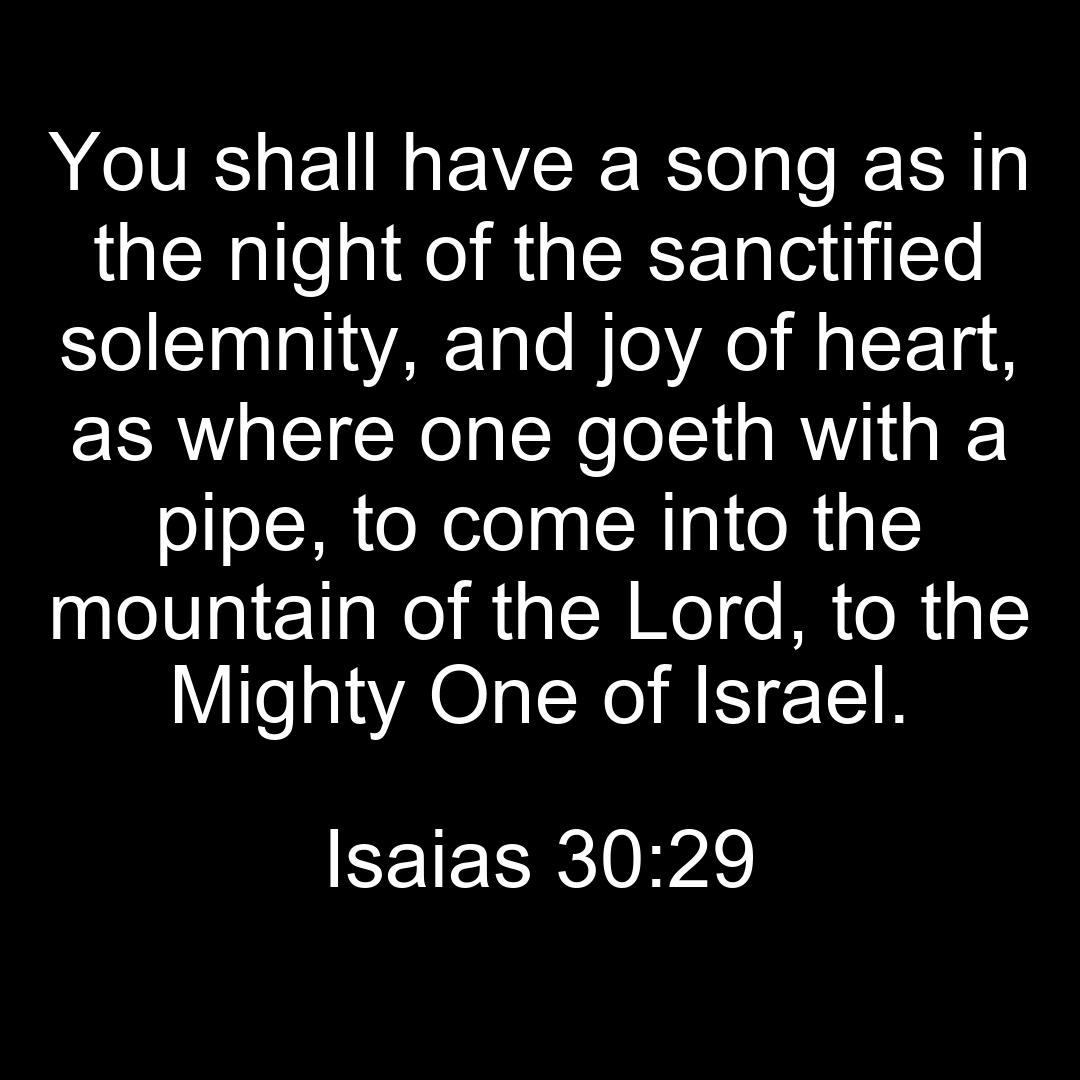 You shall have a song as in
the night of the sanctified
solemnity, and joy of heart,
as where one goeth with a
pipe, to come into the
mountain of the Lord, to the
Mighty One of Israel.
Isaias 30:29